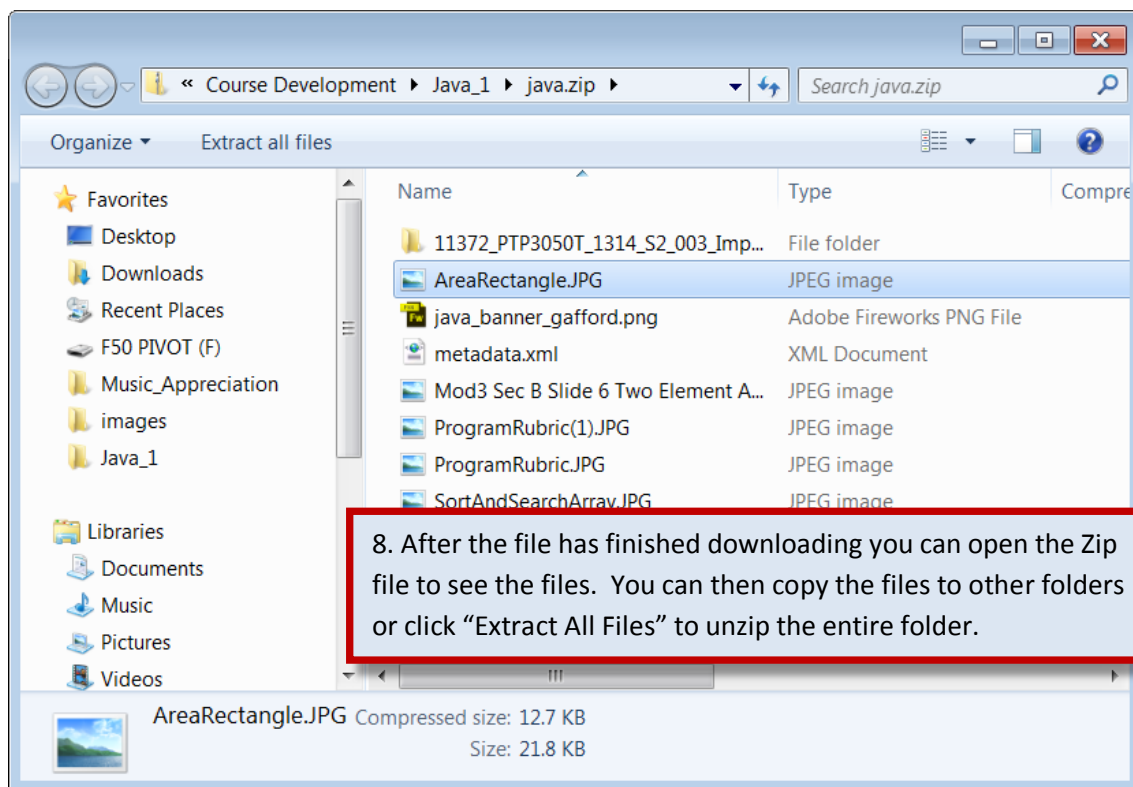 « Course Development ▸ Java_1 ▸ java.zip ▸
Search java.zip
Organize
Extract all files
Favorites
Desktop
Downloads
Recent Places
F50 PIVOT (F)
Music_Appreciation
images
Java_1
Libraries
Documents
Music
Pictures
Videos
Name Type Compre
11372_PTP3050T_1314_S2_003_Imp... File folder
AreaRectangle.JPG JPEG image
java_banner_gafford.png Adobe Fireworks PNG File
metadata.xml XML Document
Mod3 Sec B Slide 6 Two Element A... JPEG image
ProgramRubric(1).JPG JPEG image
ProgramRubric.JPG JPEG image
SortAndSearchArray.JPG JPEG image
8. After the file has finished downloading you can open the Zip
file to see the files. You can then copy the files to other folders
or click “Extract All Files” to unzip the entire folder.
AreaRectangle.JPG Compressed size: 12.7 KB
Size: 21.8 KB